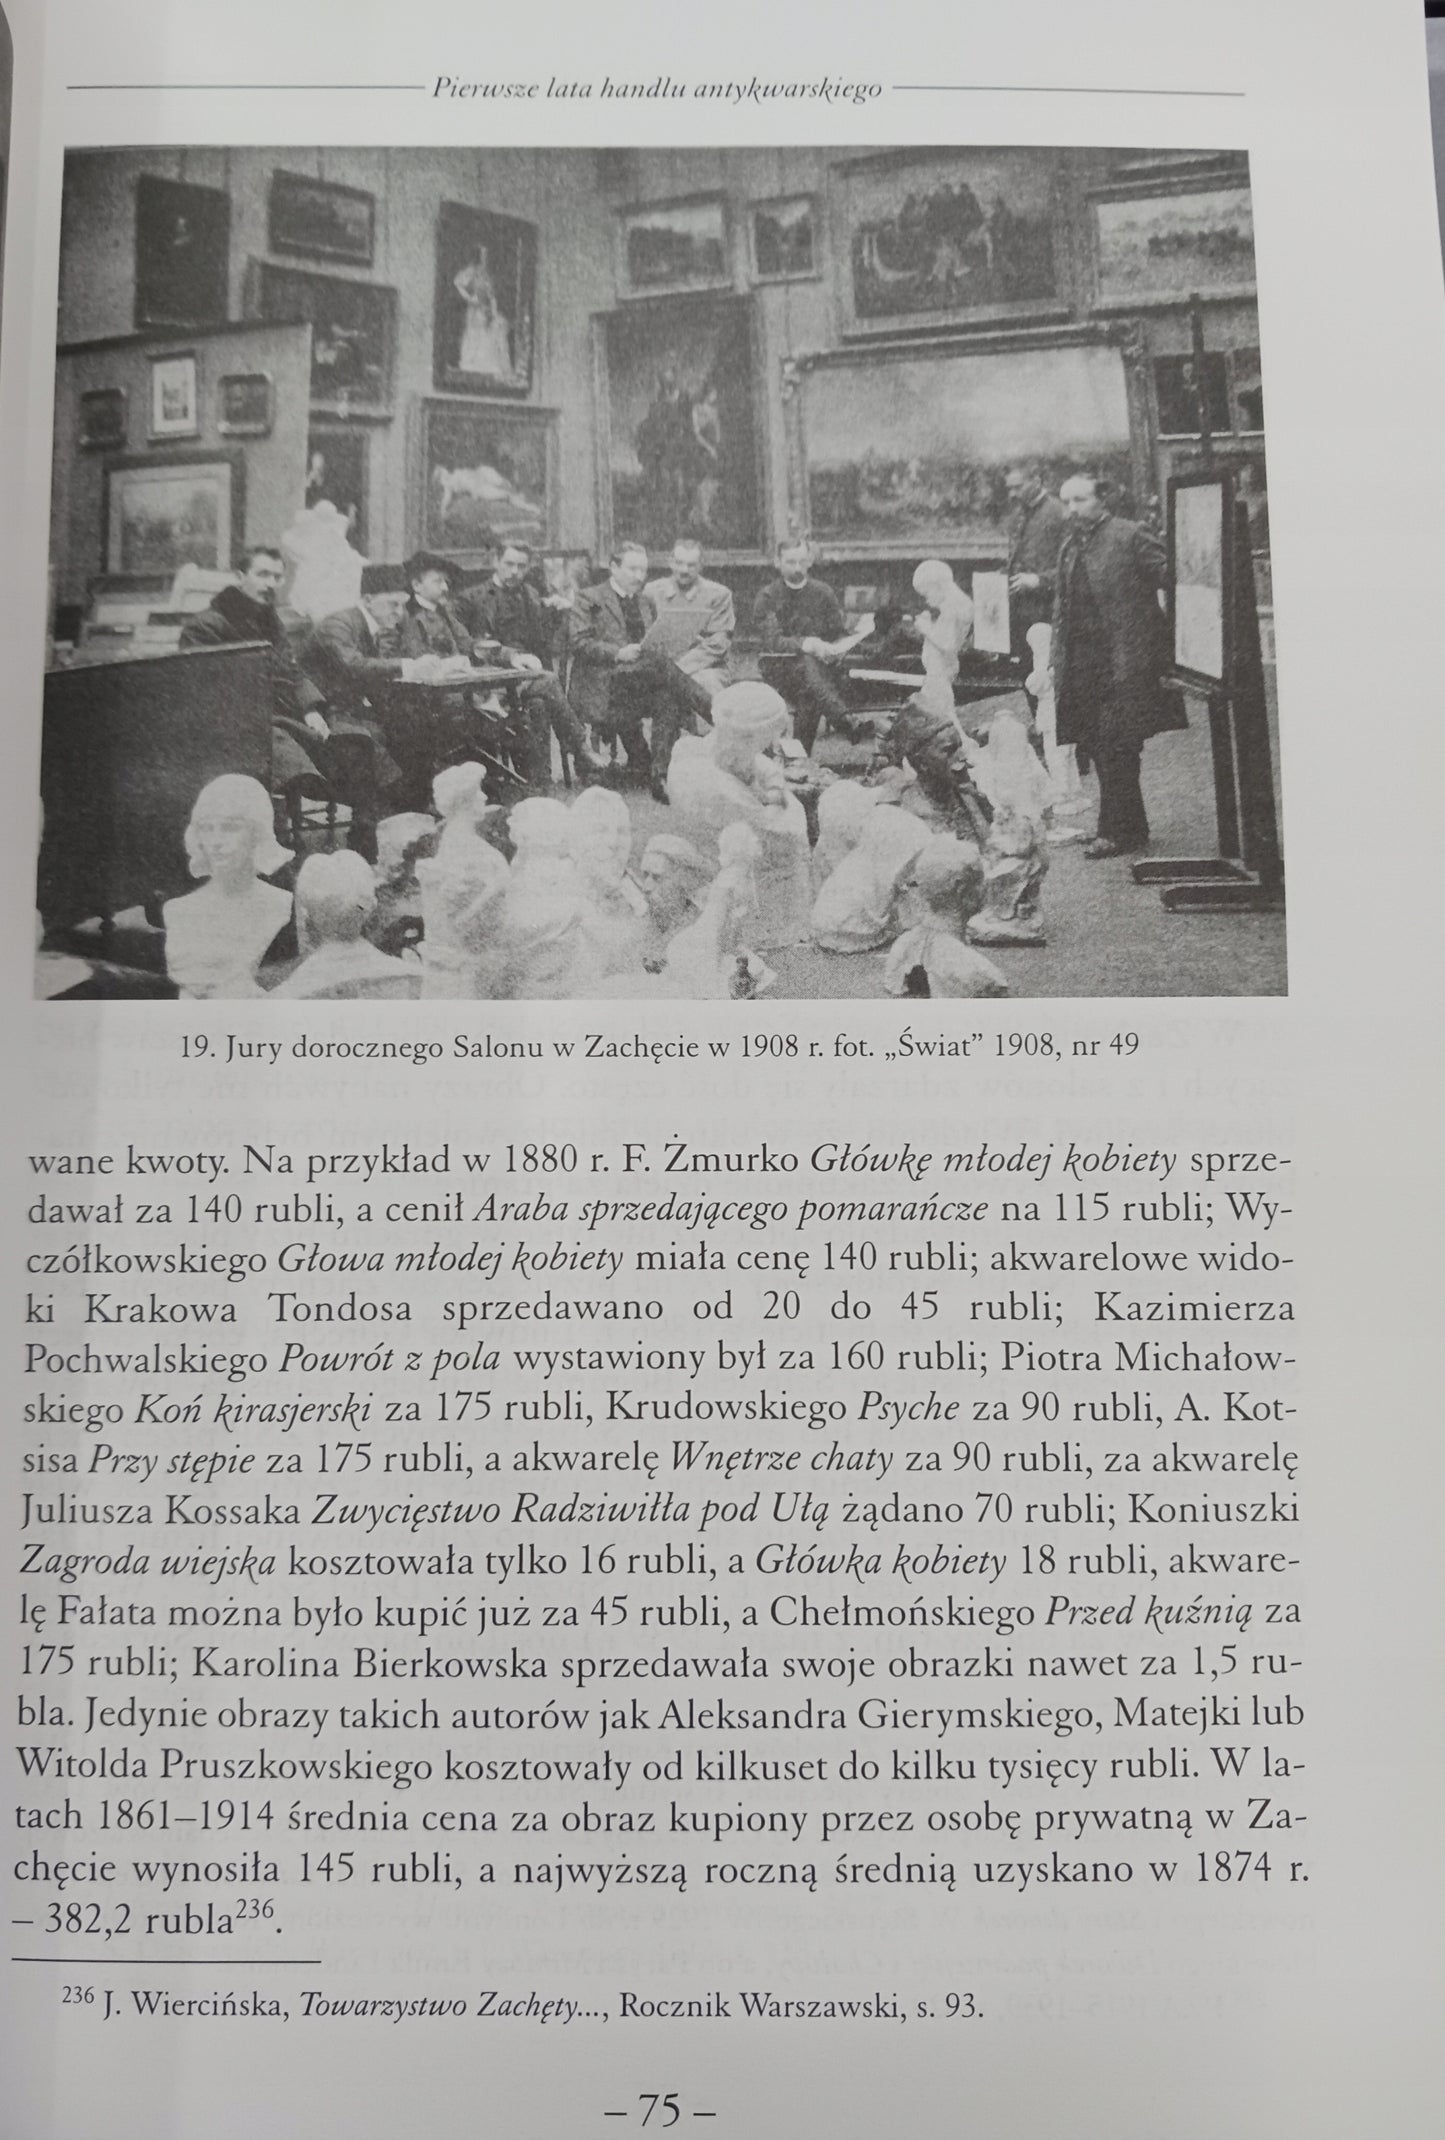 Pierwsze lata handlu antykwarskiego
19. Jury dorocznego Salonu w Zachęcie w 1908 r. fot. „Świat” 1908, nr 49
wane kwoty. Na przykład w 1880 r. F. Żmurko Główkę młodej kobiety sprze-
dawał za 140 rubli, a cenił Araba sprzedającego pomarańcze na 115 rubli; Wy-
czółkowskiego Głowa młodej kobiety miała cenę 140 rubli; akwarelowe wido-
ki Krakowa Tondosa sprzedawano od 20 do 45 rubli; Kazimierza
Pochwalskiego Powrót z pola wystawiony był za 160 rubli; Piotra Michałow-
skiego Koń kirasjerski za 175 rubli, Krudowskiego Psyche za 90 rubli, A. Kot-
sisa Przy stępie za 175 rubli, a akwarelę Wnętrze chaty za 90 rubli, za akwarelę
Juliusza Kossaka Zwycięstwo Radziwiłła pod Ułą żądano 70 rubli; Koniuszki
Zagroda wiejska kosztowała tylko 16 rubli, a Główka kobiety 18 rubli, akware-
lę Fałata można było kupić już za 45 rubli, a Chełmońskiego Przed kuźnią za
175 rubli; Karolina Bierkowska sprzedawała swoje obrazki nawet za 1,5 ru-
bla. Jedynie obrazy takich autorów jak Aleksandra Gierymskiego, Matejki lub
Witolda Pruszkowskiego kosztowały od kilkuset do kilku tysięcy rubli. W la-
tach 1861–1914 średnia cena za obraz kupiony przez osobę prywatną w Za-
chęcie wynosiła 145 rubli, a najwyższą roczną średnią uzyskano w 1874 r.
– 382,2 rubla²³⁶.
²³⁶ J. Wiercińska, Towarzystwo Zachęty..., Rocznik Warszawski, s. 93.
– 75 –